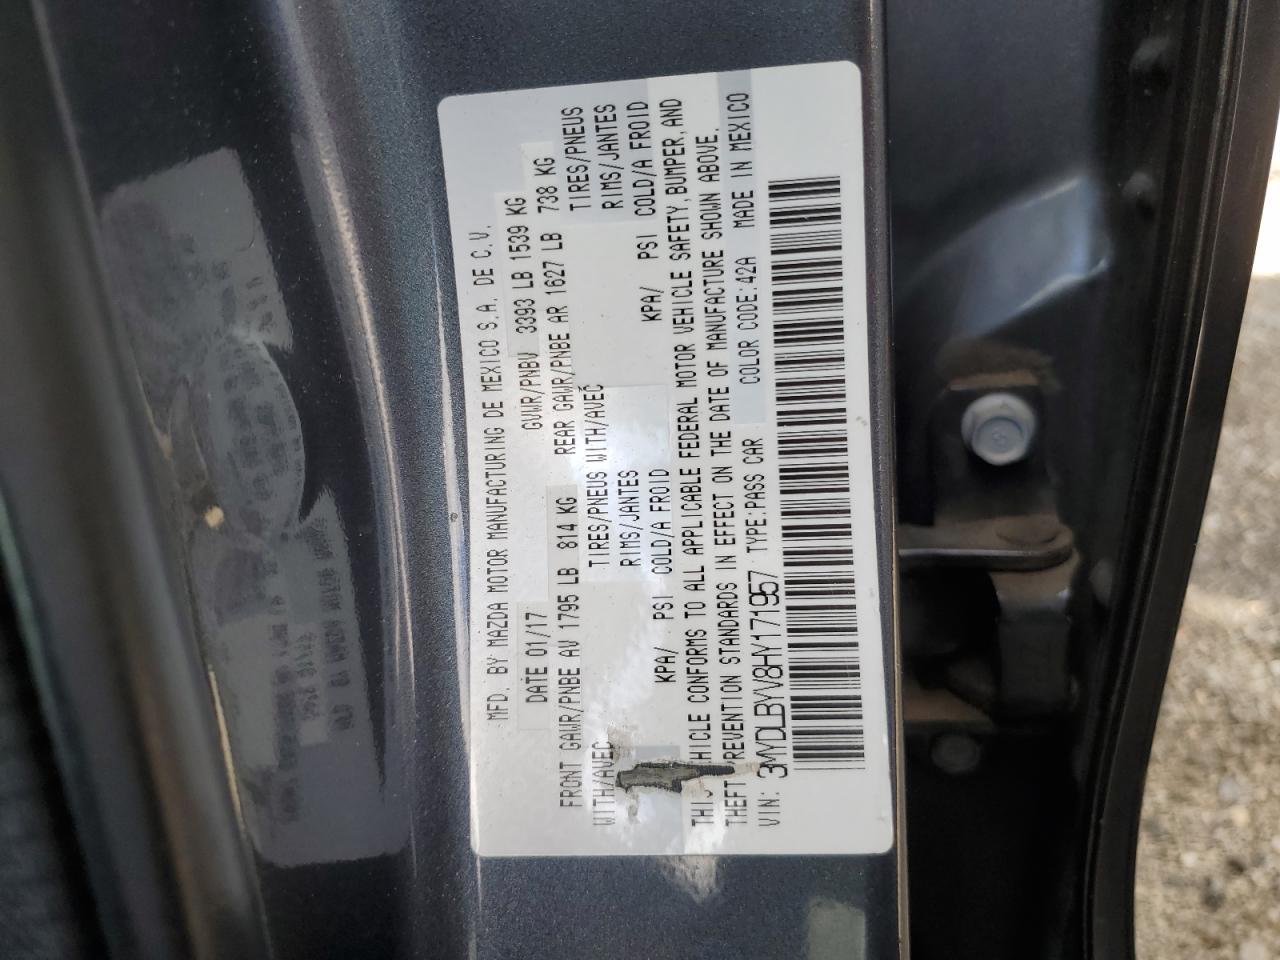 MFD. BY MAZDA MOTOR MANUFACTURING DE MEXICO S.A. DE C.V.
DATE 01/17 GVWR/PNBV 3393 LB 1539 KG
FRONT GAWR/PNBE AV 1795 LB 814 KG REAR GAWR/PNBE AR 1627 LB 738 KG
WITH/AVEC TIRES/PNEUS WITH/AVEC TIRES/PNEUS
RIMS/JANTES RIMS/JANTES
KPA/ PSI COLD/A FROID KPA/ PSI COLD/A FROID
THIS HICLE CONFORMS TO ALL APPLICABLE FEDERAL MOTOR VEHICLE SAFETY, BUMPER, AND
THEFT REVENTION STANDARDS IN EFFECT ON THE DATE OF MANUFACTURE SHOWN ABOVE.
VIN: 3MYDLBYV8HY171957 TYPE:PASS CAR COLOR CODE:42A MADE IN MEXICO